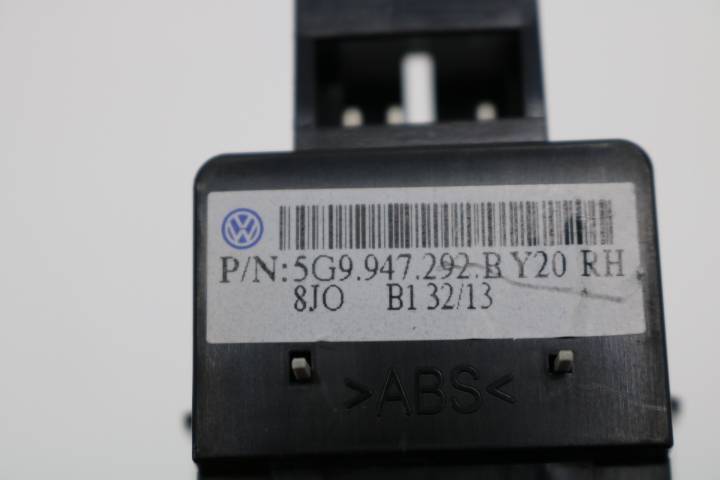 P/N:5G9.947.292.B Y20 RH
8JO B1 32/13
>ABS<